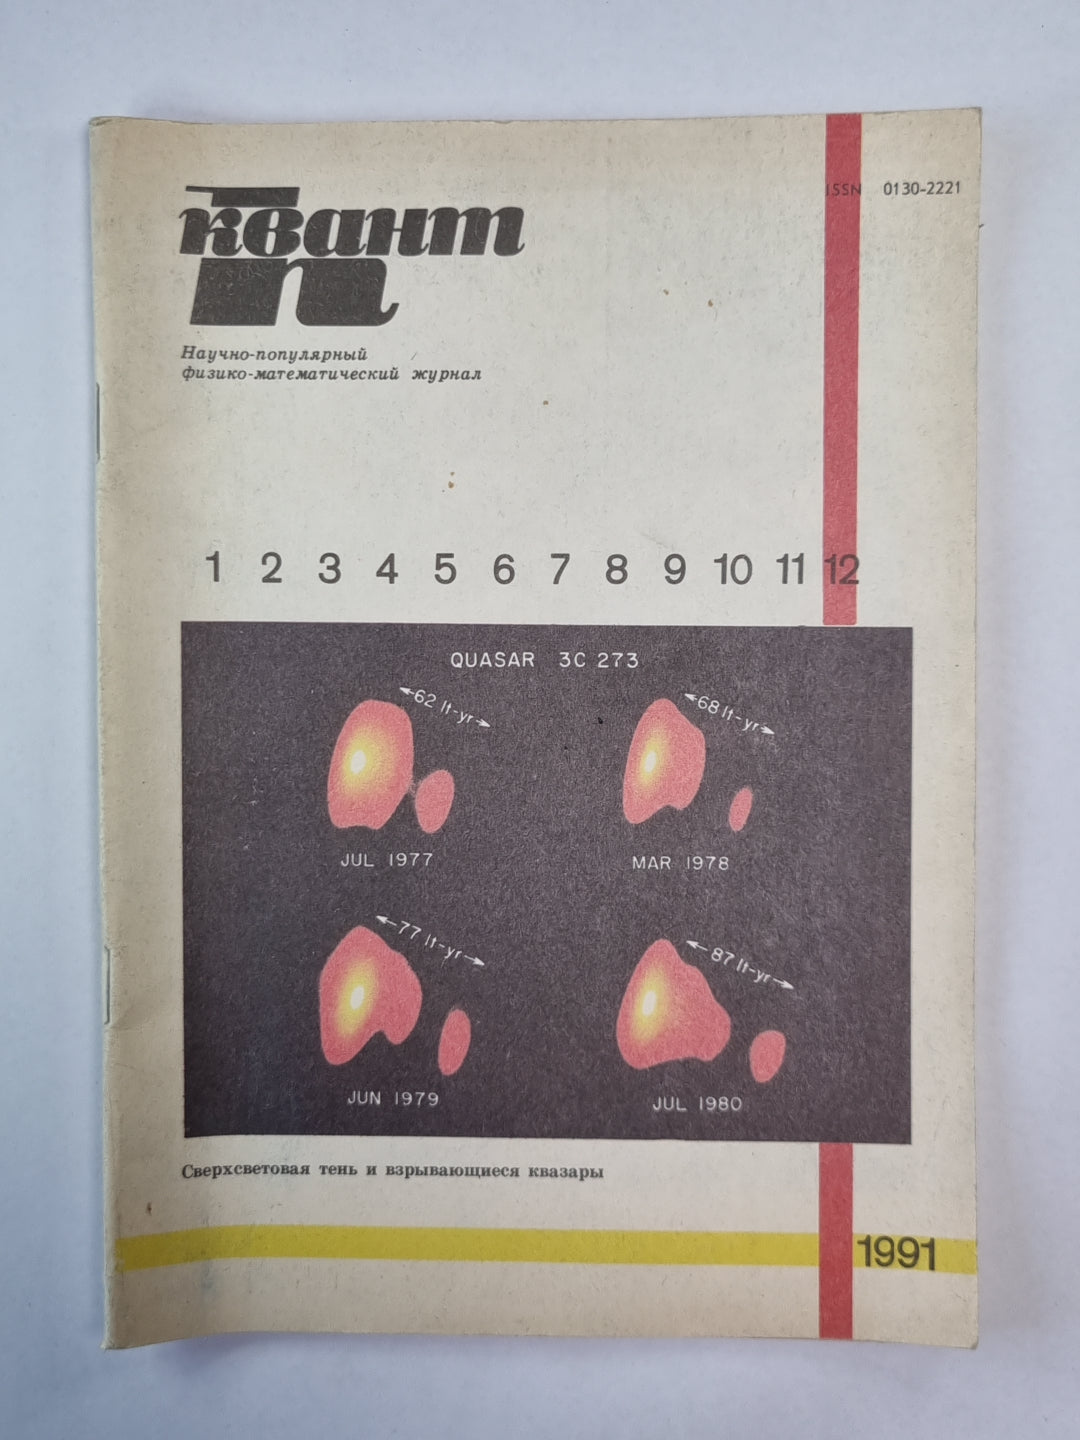 ISSN 0130-2221
квант
Научно-популярный
физико-математический журнал
1 2 3 4 5 6 7 8 9 10 11 12
QUASAR 3C 273
62 lt-yr
68 lt-yr
JUL 1977
MAR 1978
77 lt-yr
87 lt-yr
JUN 1979
JUL 1980
Сверхсветовая тень и взрывающиеся квазары
1991